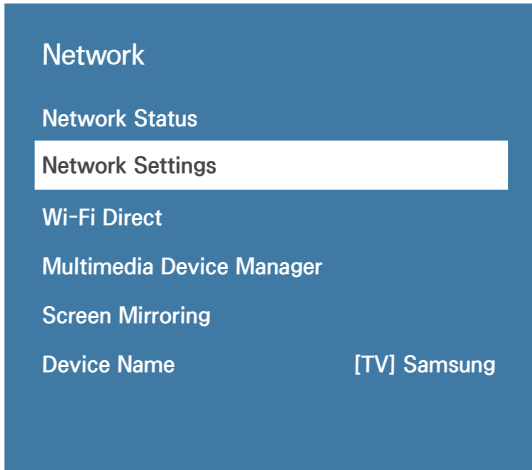 Network
Network Status
Network Settings
Wi-Fi Direct
Multimedia Device Manager
Screen Mirroring
Device Name [TV] Samsung